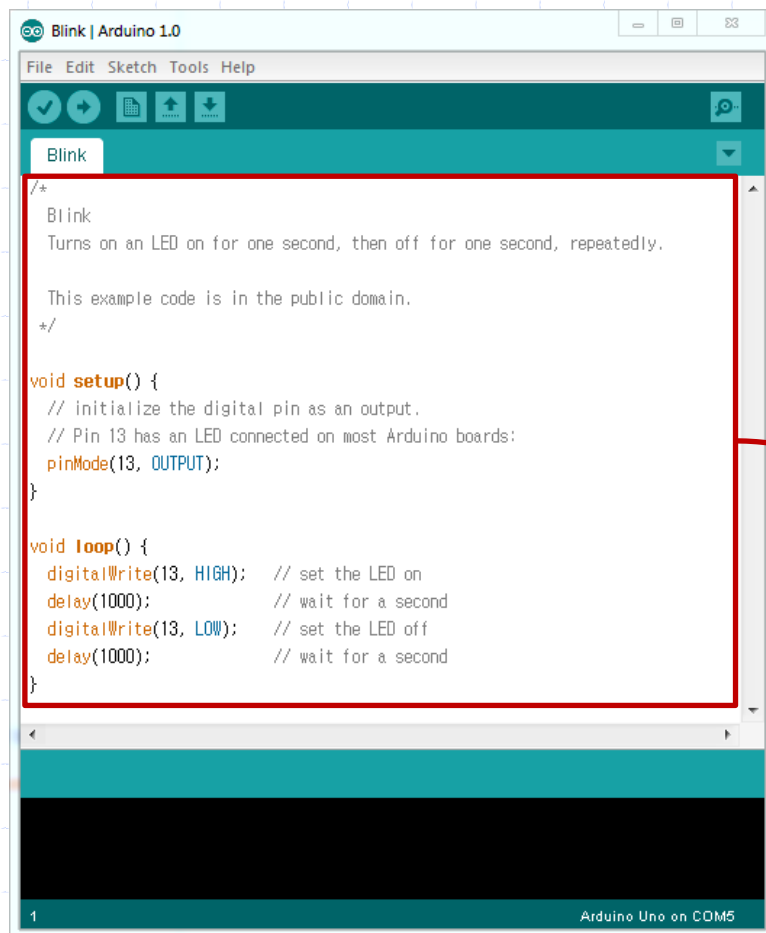 Blink | Arduino 1.0
File Edit Sketch Tools Help
Blink
/*
  Blink
  Turns on an LED on for one second, then off for one second, repeatedly.

  This example code is in the public domain.
 */

void setup() {
  // initialize the digital pin as an output.
  // Pin 13 has an LED connected on most Arduino boards:
  pinMode(13, OUTPUT);
}

void loop() {
  digitalWrite(13, HIGH);   // set the LED on
  delay(1000);              // wait for a second
  digitalWrite(13, LOW);    // set the LED off
  delay(1000);              // wait for a second
}
1 Arduino Uno on COM5